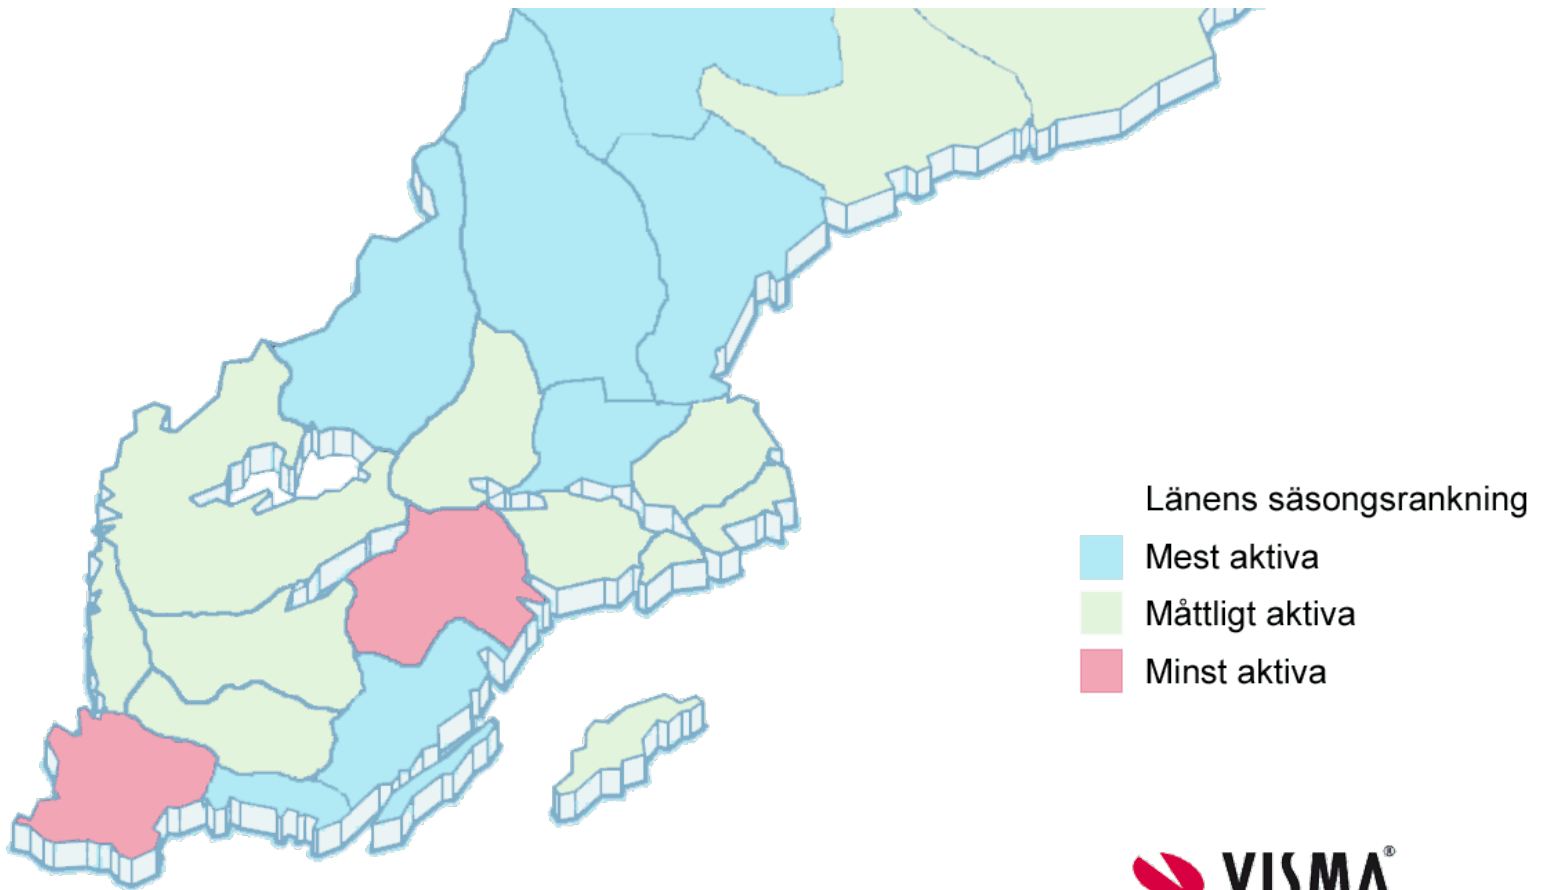 Länens säsongsrankning
Mest aktiva
Måttligt aktiva
Minst aktiva
VISMA®